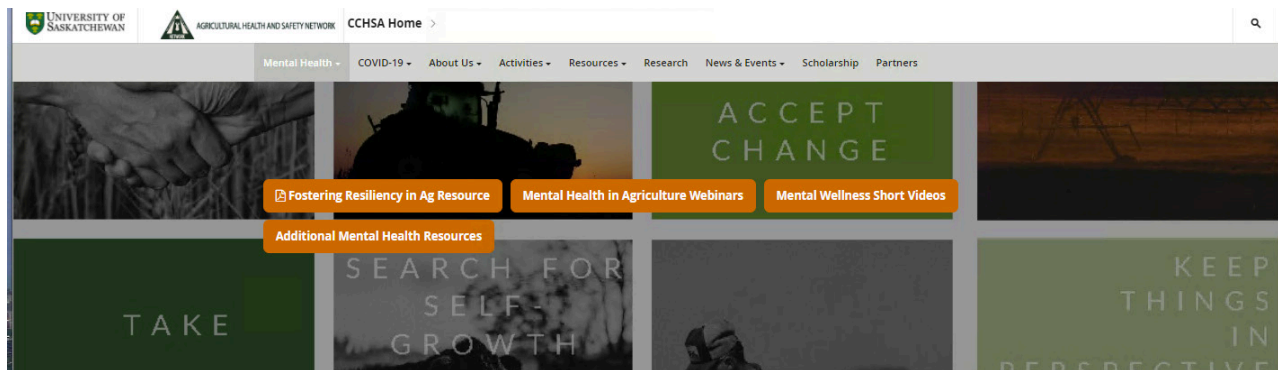 UNIVERSITY OF
SASKATCHEWAN
NETWORK
AGRICULTURAL HEALTH AND SAFETY NETWORK
CCHSA Home >
Mental Health
COVID-19
About Us
Activities
Resources
Research
News & Events
Scholarship
Partners
ACCEPT
CHANGE
Fostering Resiliency in Ag Resource
Mental Health in Agriculture Webinars
Mental Wellness Short Videos
Additional Mental Health Resources
TAKE
SEARCH FOR
SELF-
GROWTH
KEEP
THINGS
IN
PERSPECTIVE